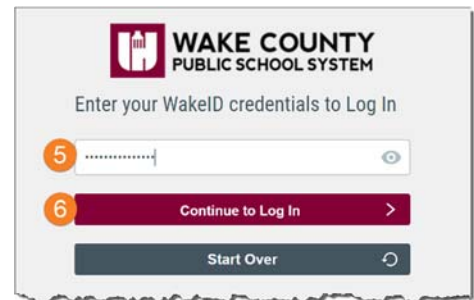 WAKE COUNTY
PUBLIC SCHOOL SYSTEM
Enter your WakeID credentials to Log In
5 ···············
6 Continue to Log In
Start Over